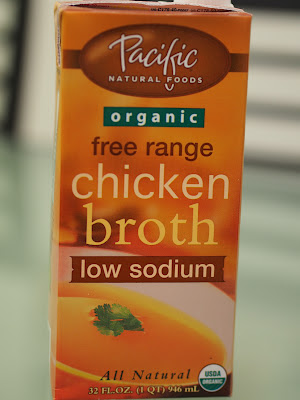 Pacific
NATURAL FOODS
organic
free range
chicken
broth
low sodium
All Natural
32 FL OZ. (1 QT) 946 mL
USDA
ORGANIC